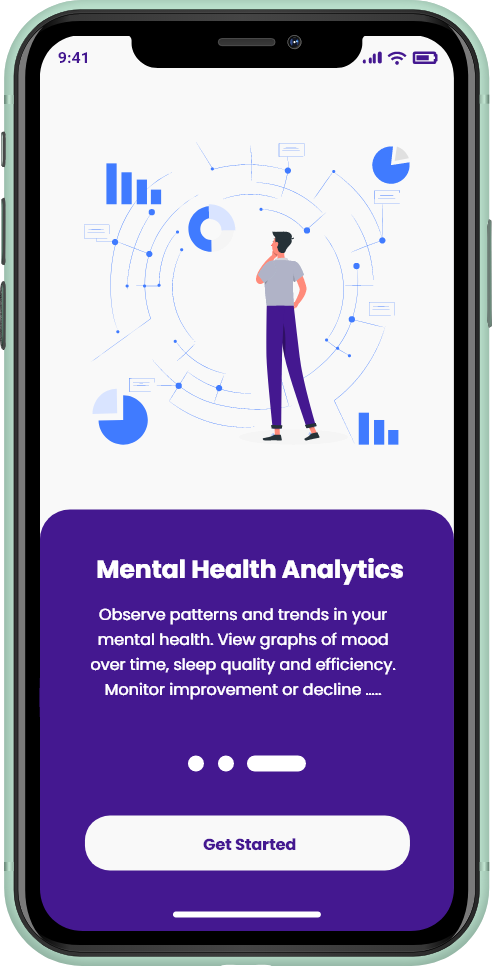 9:41
Mental Health Analytics
Observe patterns and trends in your
mental health. View graphs of mood
over time, sleep quality and efficiency.
Monitor improvement or decline .....
Get Started